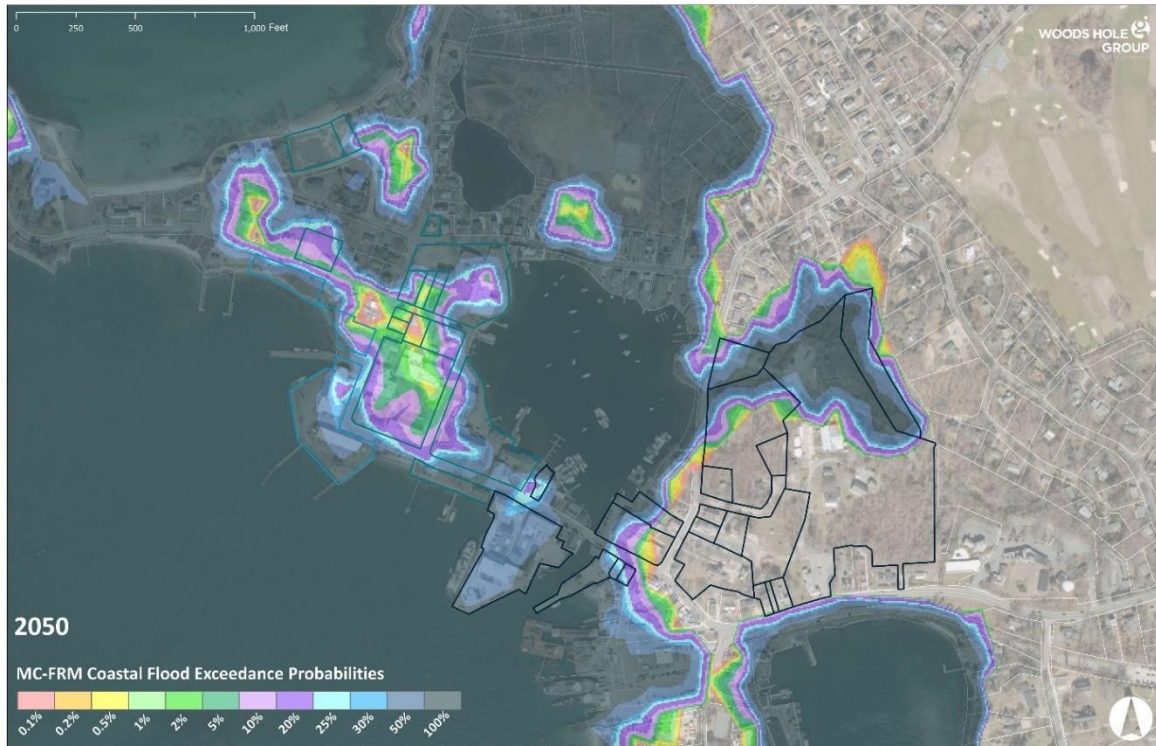 0 250 500 1,000 Feet
WOODS HOLE
GROUP
2050
MC-FRM Coastal Flood Exceedance Probabilities
0.1% 0.2% 0.5% 1% 2% 5% 10% 20% 25% 30% 50% 100%